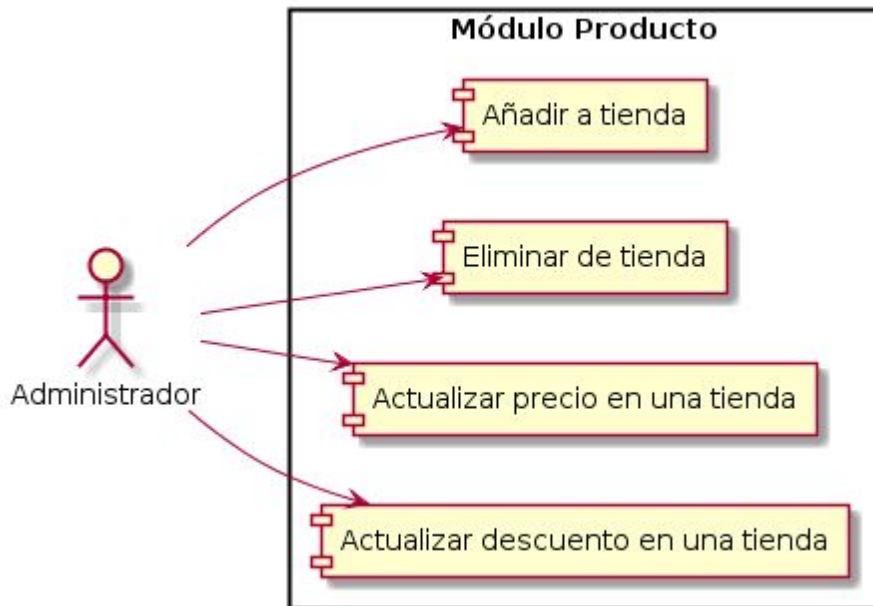 Módulo Producto
Añadir a tienda
Eliminar de tienda
Administrador
Actualizar precio en una tienda
Actualizar descuento en una tienda